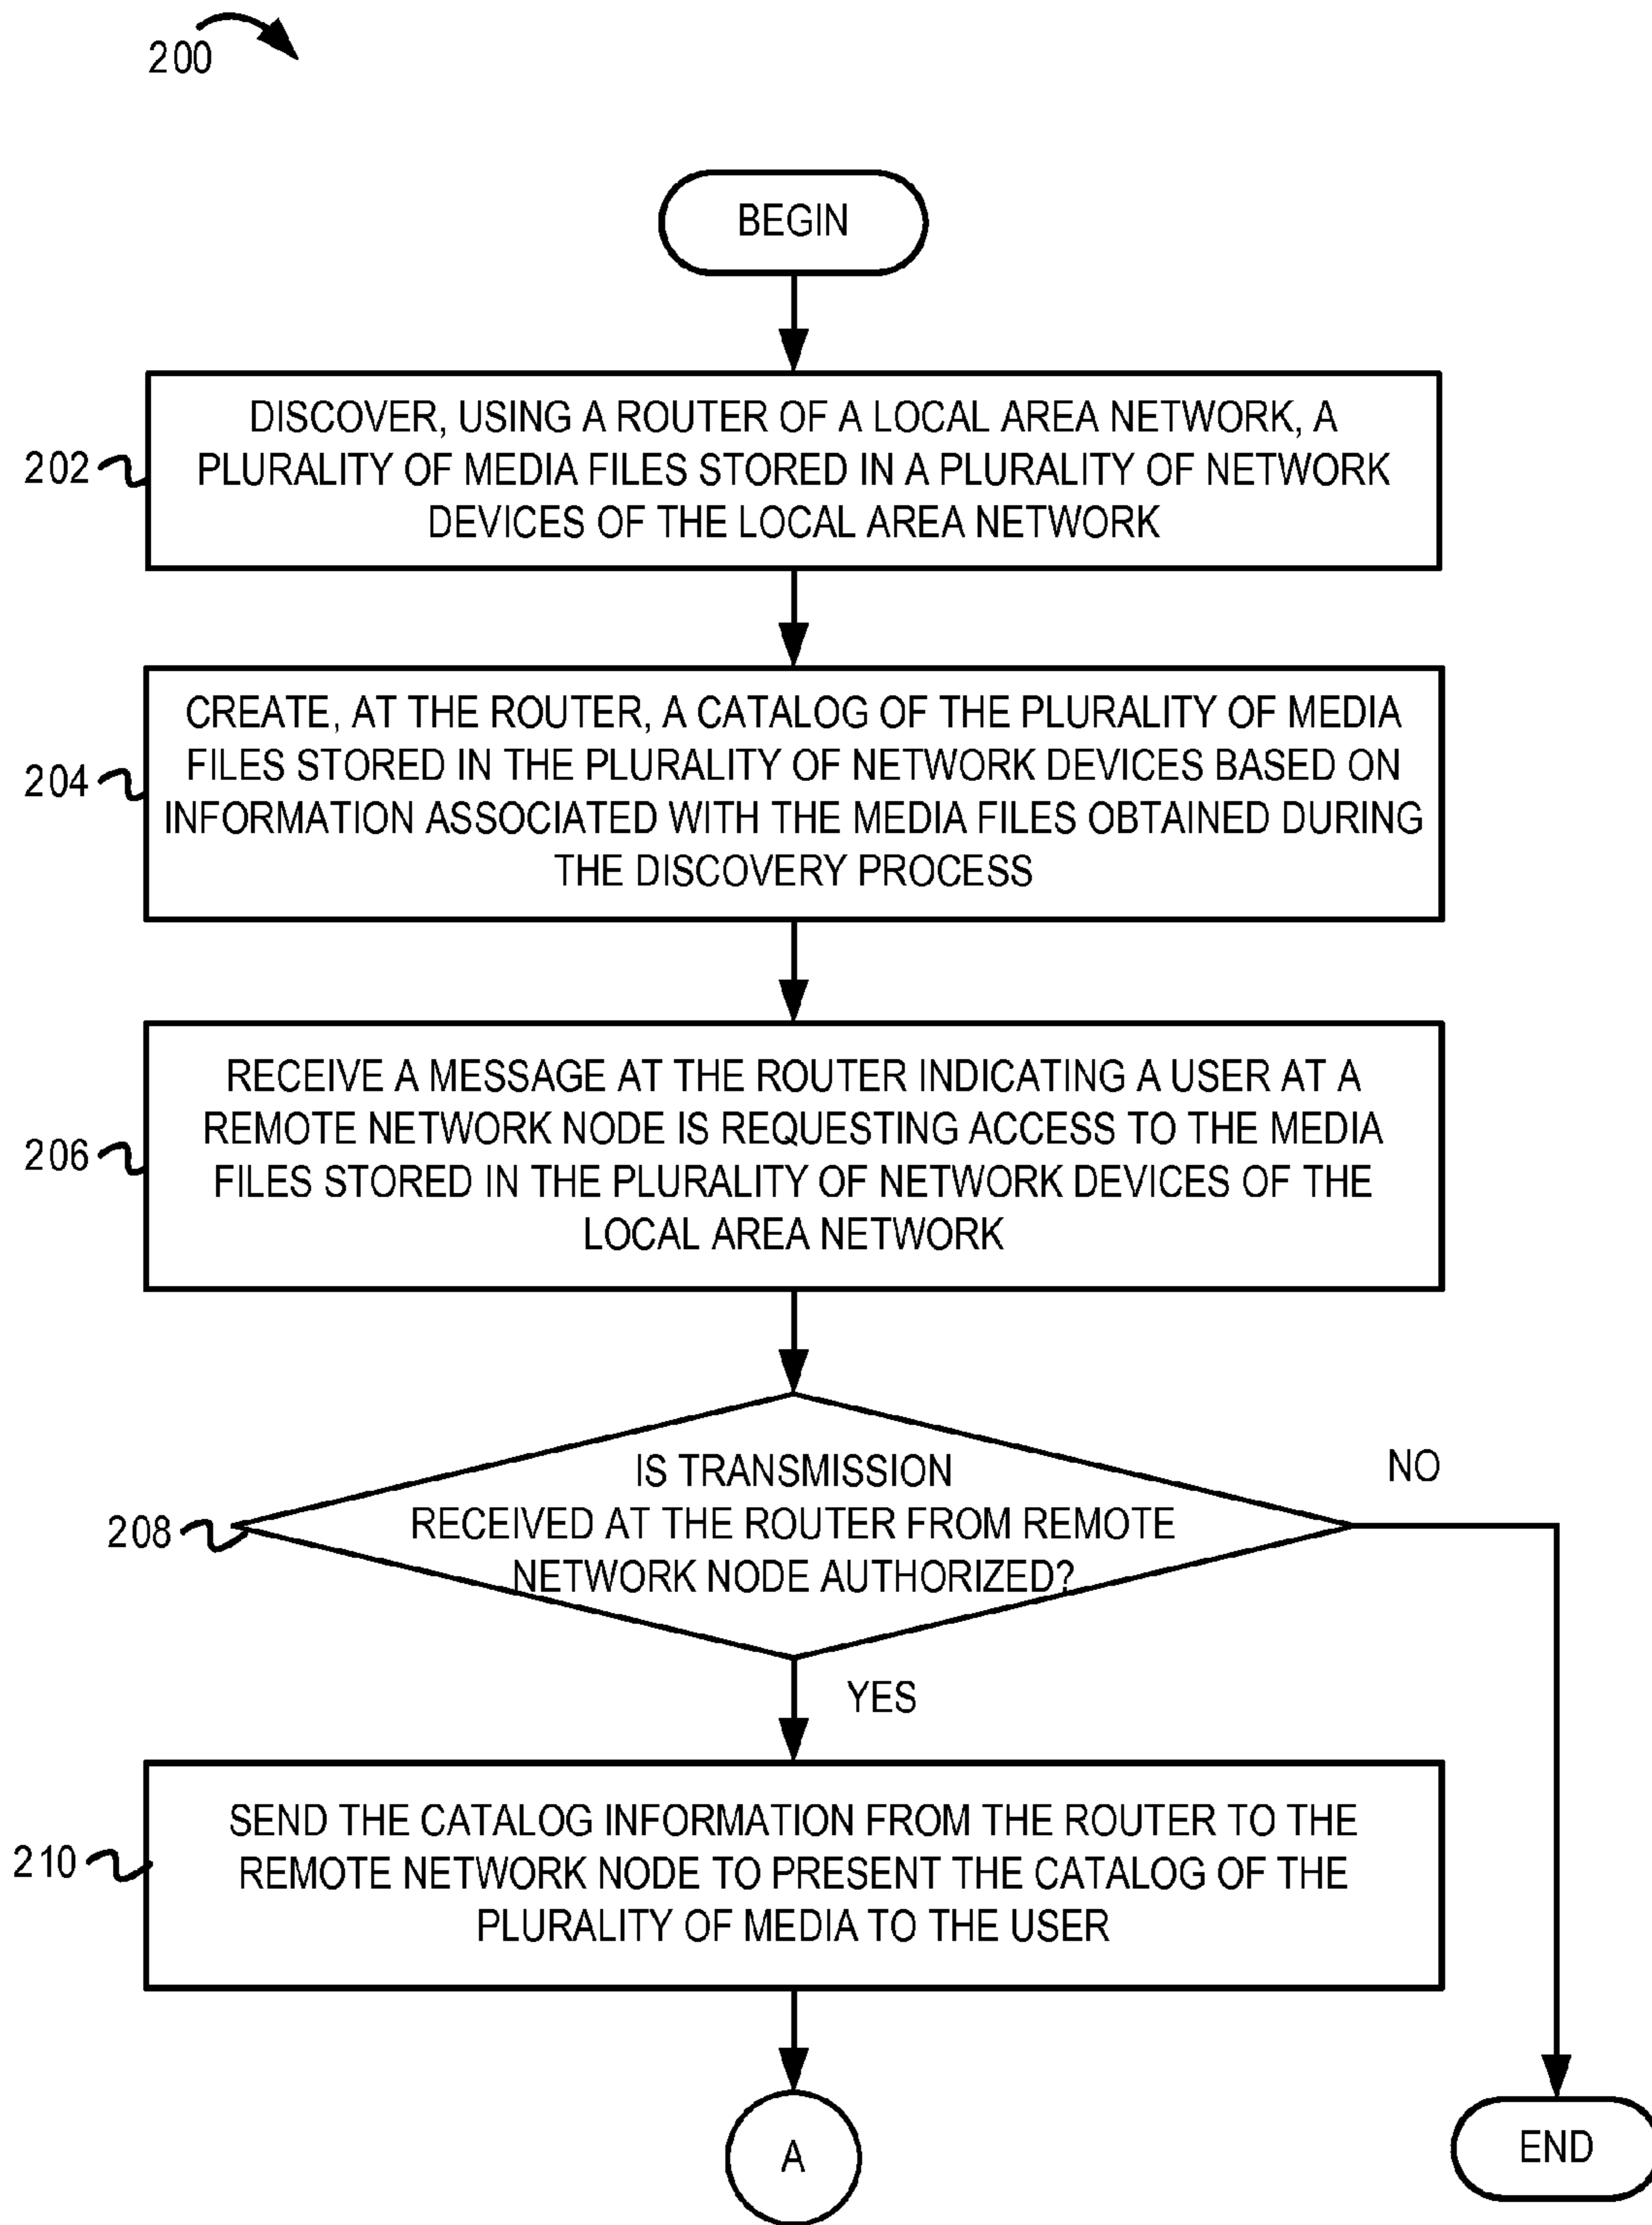 200
BEGIN
202
DISCOVER, USING A ROUTER OF A LOCAL AREA NETWORK, A
PLURALITY OF MEDIA FILES STORED IN A PLURALITY OF NETWORK
DEVICES OF THE LOCAL AREA NETWORK
204
CREATE, AT THE ROUTER, A CATALOG OF THE PLURALITY OF MEDIA
FILES STORED IN THE PLURALITY OF NETWORK DEVICES BASED ON
INFORMATION ASSOCIATED WITH THE MEDIA FILES OBTAINED DURING
THE DISCOVERY PROCESS
206
RECEIVE A MESSAGE AT THE ROUTER INDICATING A USER AT A
REMOTE NETWORK NODE IS REQUESTING ACCESS TO THE MEDIA
FILES STORED IN THE PLURALITY OF NETWORK DEVICES OF THE
LOCAL AREA NETWORK
208
IS TRANSMISSION
RECEIVED AT THE ROUTER FROM REMOTE
NETWORK NODE AUTHORIZED?
NO
YES
210
SEND THE CATALOG INFORMATION FROM THE ROUTER TO THE
REMOTE NETWORK NODE TO PRESENT THE CATALOG OF THE
PLURALITY OF MEDIA TO THE USER
A
END